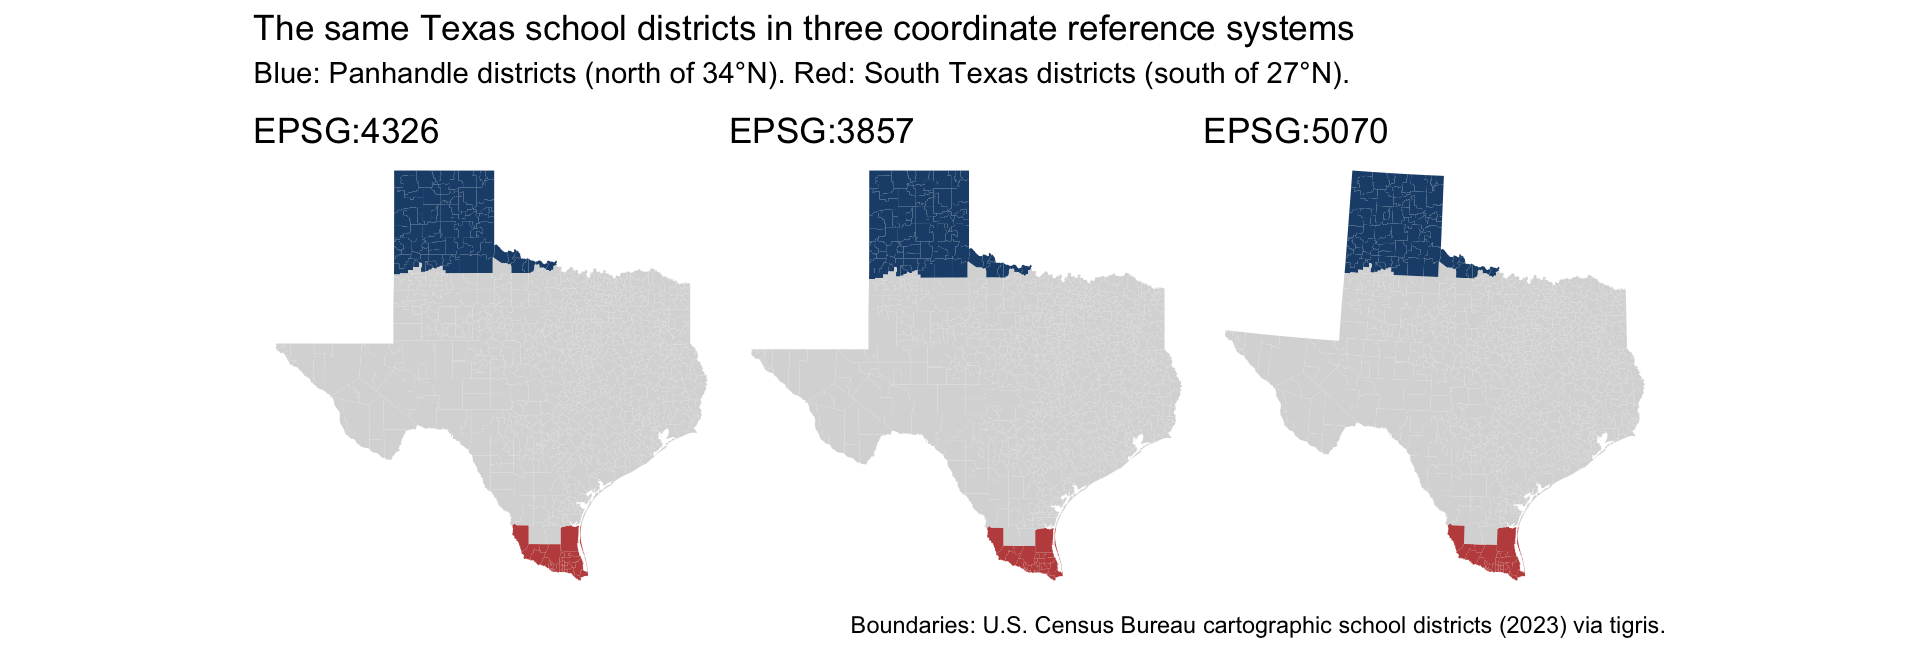 The same Texas school districts in three coordinate reference systems
Blue: Panhandle districts (north of 34°N). Red: South Texas districts (south of 27°N).
EPSG:4326
EPSG:3857
EPSG:5070
Boundaries: U.S. Census Bureau cartographic school districts (2023) via tigris.